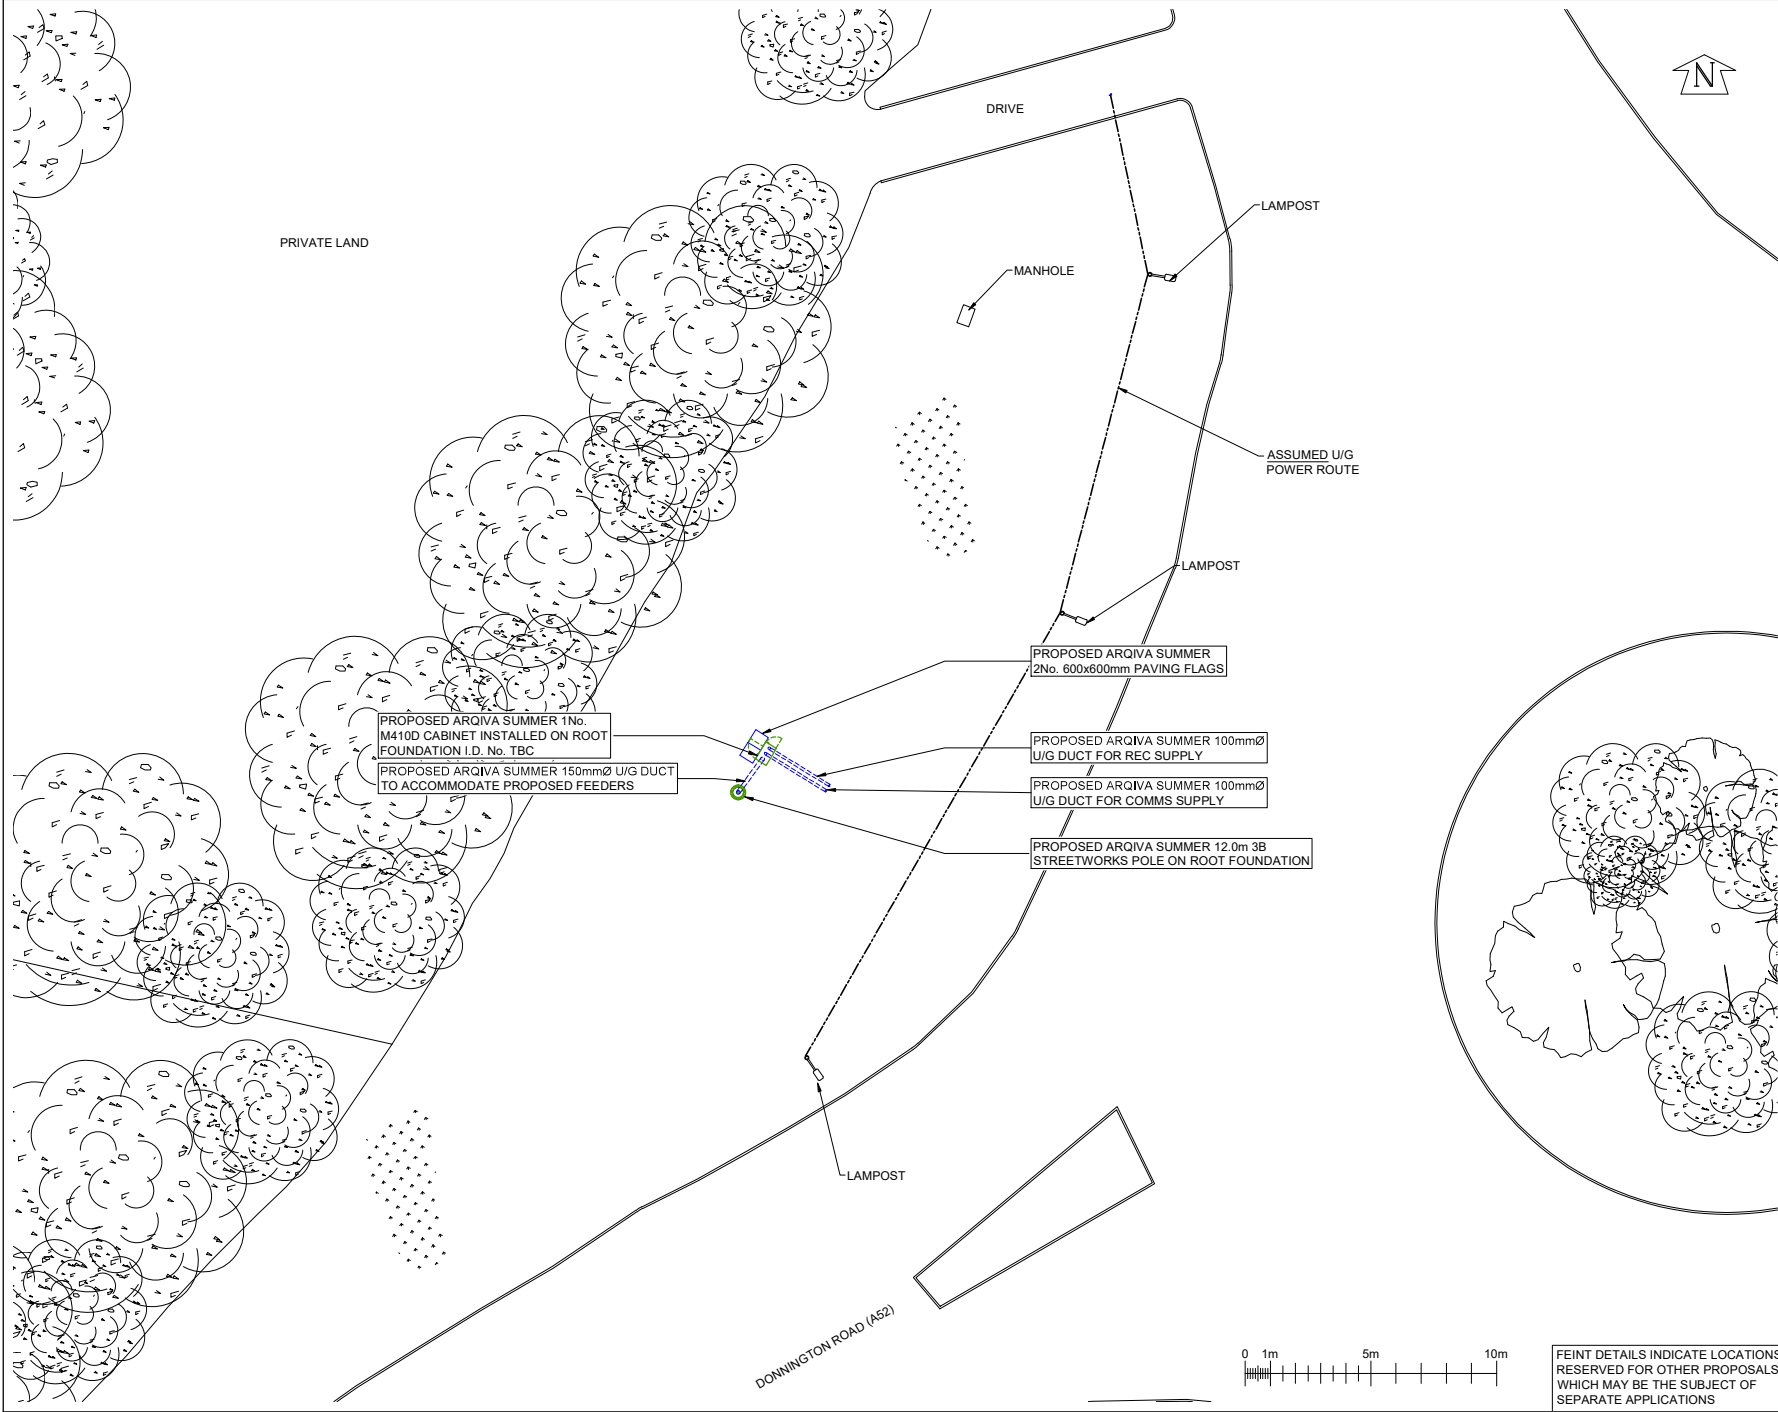 N
DRIVE
LAMPOST
PRIVATE LAND
MANHOLE
ASSUMED U/G
POWER ROUTE
LAMPOST
PROPOSED ARQIVA SUMMER
2No. 600x600mm PAVING FLAGS
PROPOSED ARQIVA SUMMER 1No.
M410D CABINET INSTALLED ON ROOT
FOUNDATION I.D. No. TBC
PROPOSED ARQIVA SUMMER 100mmØ
U/G DUCT FOR REC SUPPLY
PROPOSED ARQIVA SUMMER 150mmØ U/G DUCT
TO ACCOMMODATE PROPOSED FEEDERS
PROPOSED ARQIVA SUMMER 100mmØ
U/G DUCT FOR COMMS SUPPLY
PROPOSED ARQIVA SUMMER 12.0m 3B
STREETWORKS POLE ON ROOT FOUNDATION
LAMPOST
DONNINGTON ROAD (A52)
0 1m 5m 10m
FEINT DETAILS INDICATE LOCATIONS
RESERVED FOR OTHER PROPOSALS
WHICH MAY BE THE SUBJECT OF
SEPARATE APPLICATIONS